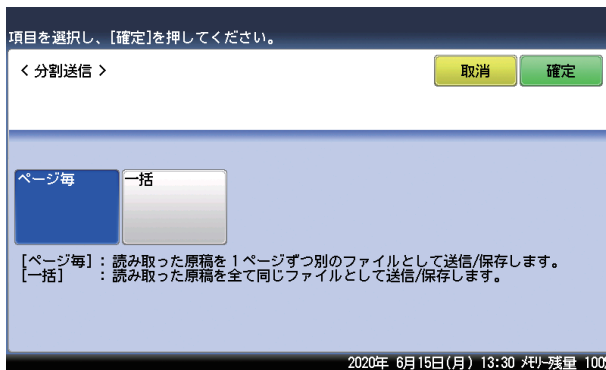 項目を選択し、[確定]を押してください。
< 分割送信 >
取消
確定
ページ毎
一括
[ページ毎] : 読み取った原稿を1ページずつ別のファイルとして送信/保存します。
[一括] : 読み取った原稿を全て同じファイルとして送信/保存します。
2020年 6月15日(月) 13:30 ﾒﾓﾘｰ残量 100